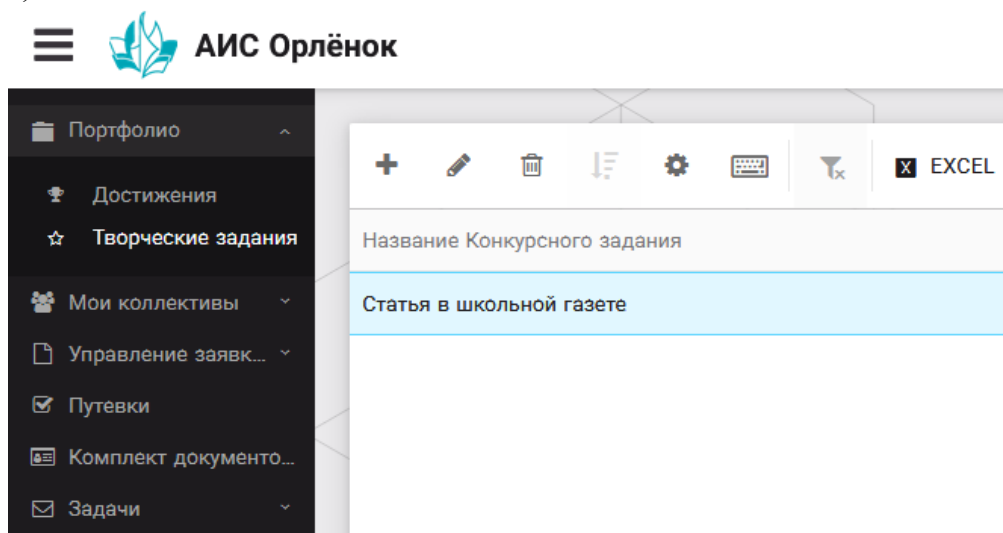 АИС Орлёнок
Портфолио
Достижения
Творческие задания
Мои коллективы
Управление заявк...
Путевки
Комплект документо...
Задачи
X EXCEL
Название Конкурсного задания
Статья в школьной газете